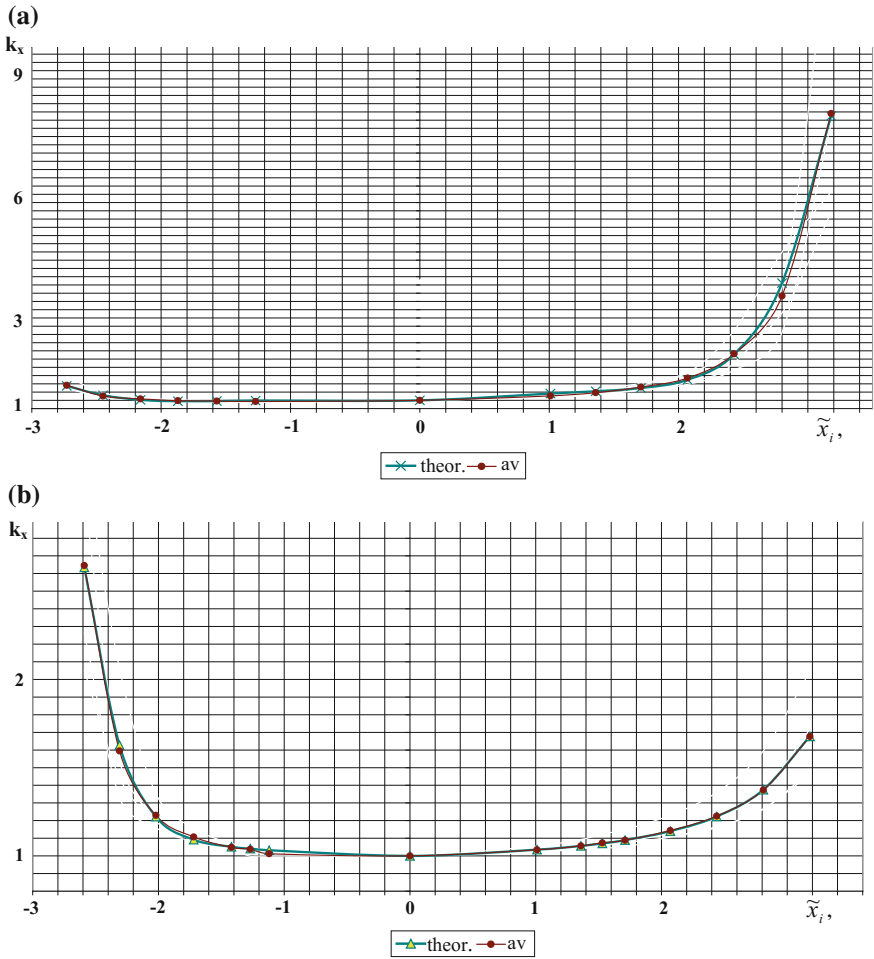 (a)
kx
9
6
3
1
-3 -2 -1 0 1 2 x̃i,
theor. av
(b)
kx
2
1
-3 -2 -1 0 1 2 x̃i,
theor. av